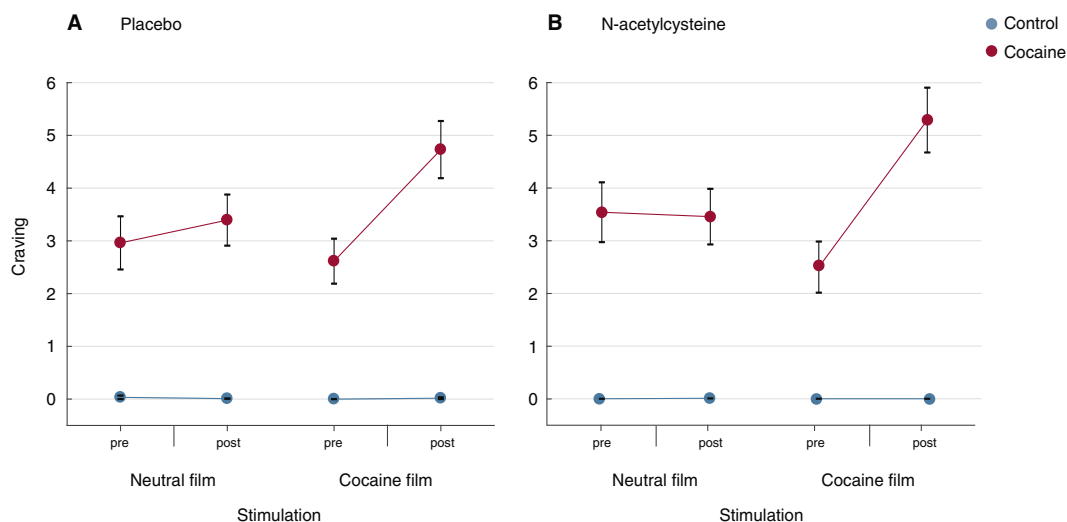 A Placebo
B N-acetylcysteine
Control
Cocaine
Craving
6
5
4
3
2
1
0
pre
post
pre
post
Neutral film
Cocaine film
Stimulation
6
5
4
3
2
1
0
pre
post
pre
post
Neutral film
Cocaine film
Stimulation